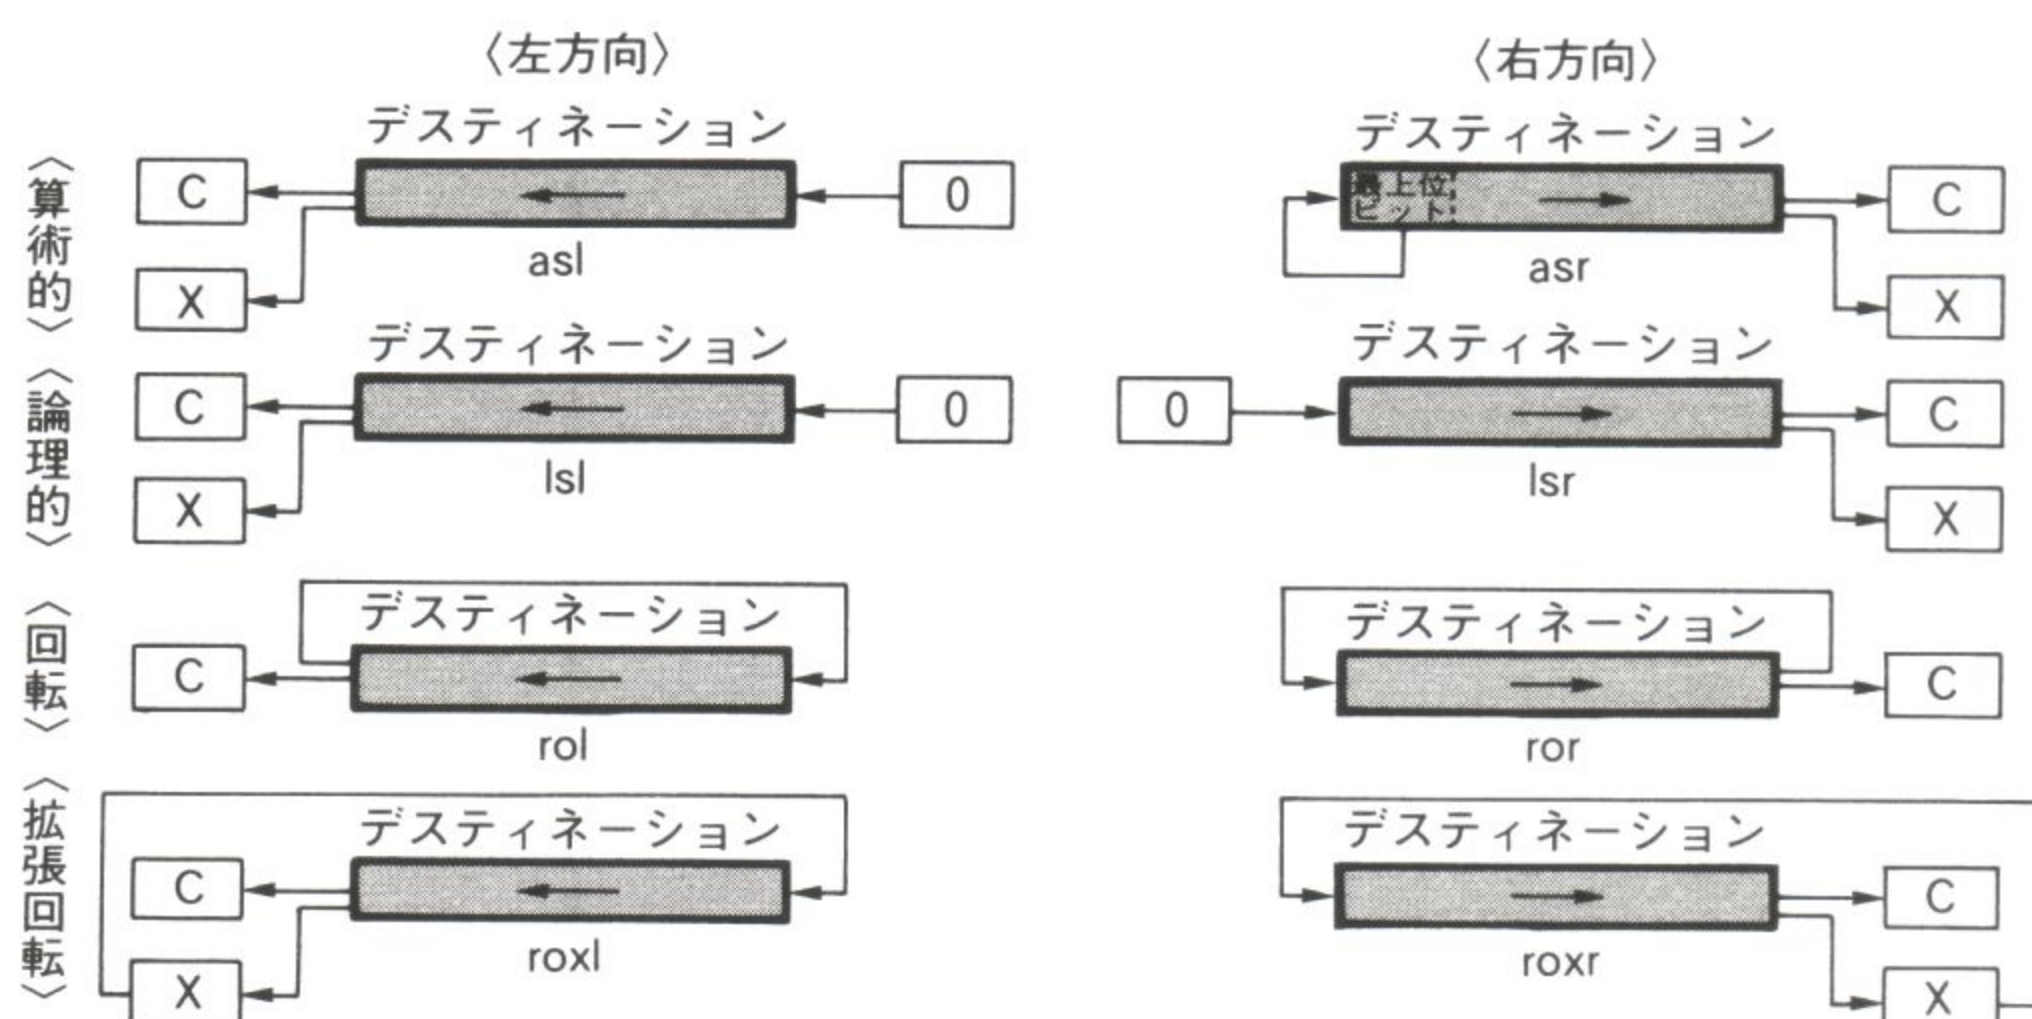 〈左方向〉
〈右方向〉
〈算術的〉
デスティネーション
C
0
X
asl
デスティネーション
最上位
ビット
C
X
asr
〈論理的〉
デスティネーション
C
0
X
lsl
デスティネーション
0
C
X
lsr
〈回転〉
デスティネーション
C
rol
デスティネーション
C
ror
〈拡張回転〉
デスティネーション
C
X
roxl
デスティネーション
C
X
roxr